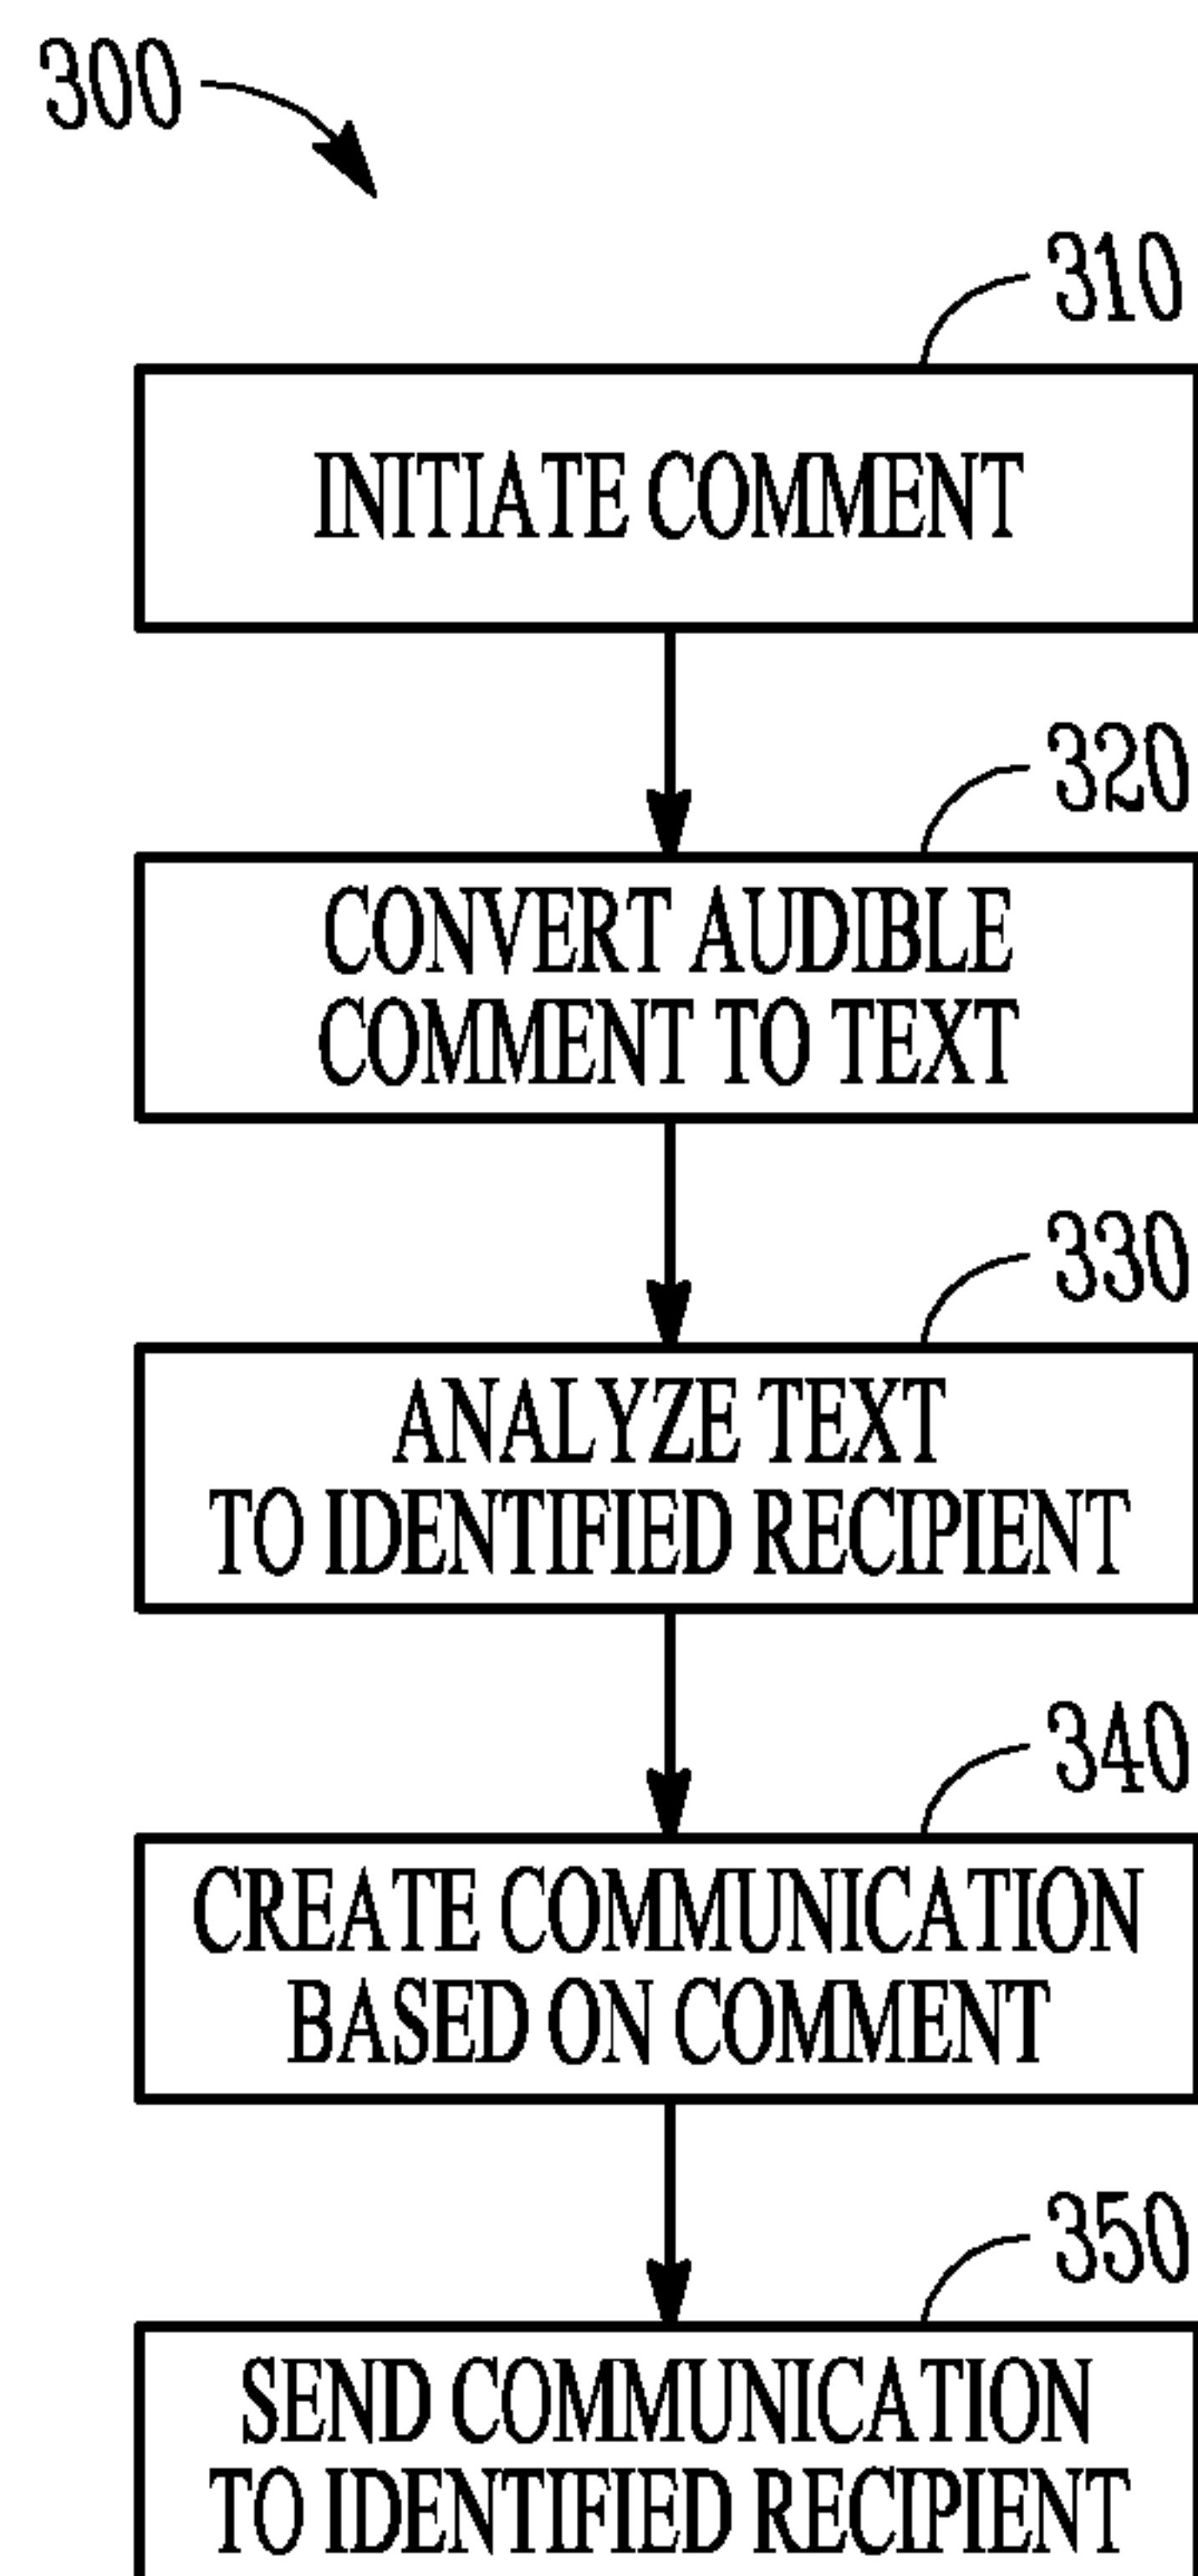 300
310
INITIATE COMMENT
320
CONVERT AUDIBLE
COMMENT TO TEXT
330
ANALYZE TEXT
TO IDENTIFIED RECIPIENT
340
CREATE COMMUNICATION
BASED ON COMMENT
350
SEND COMMUNICATION
TO IDENTIFIED RECIPIENT